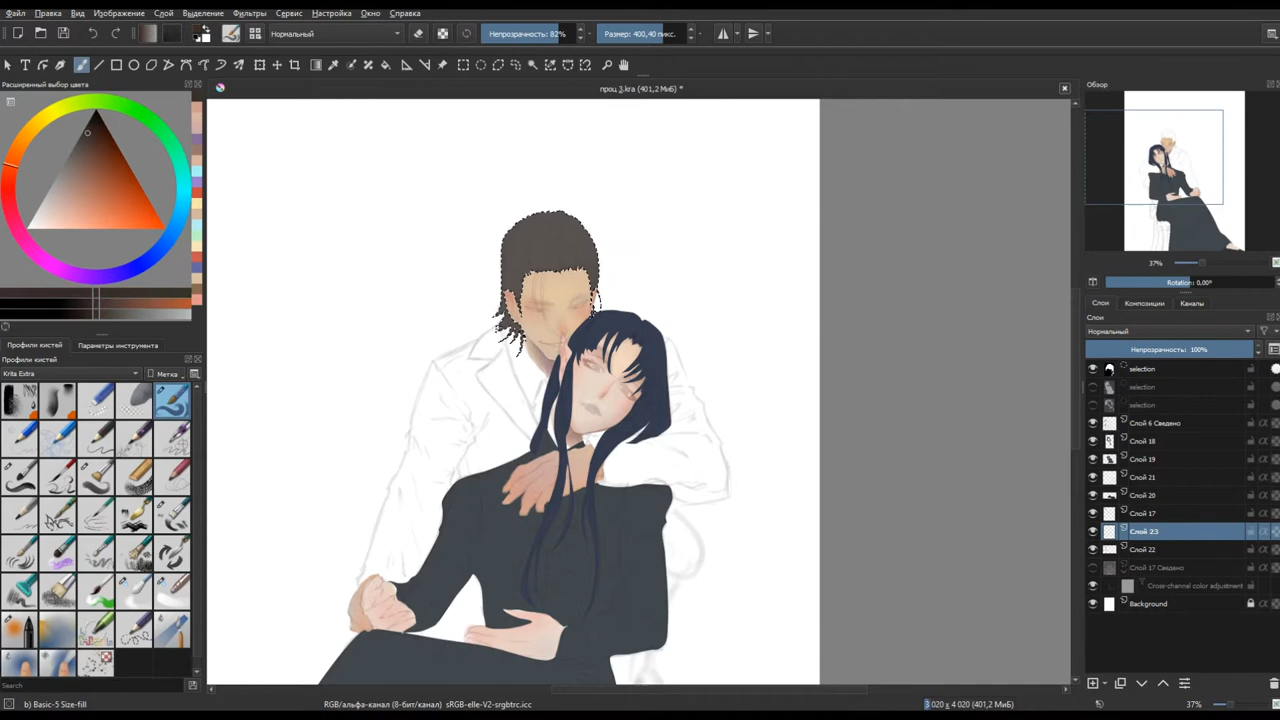 Файл Правка Вид Изображение Слой Выделение Фильтры Сервис Настройка Окно Справка
Нормальный Непрозрачность: 82% Размер: 400,40 пикс.
Расширенный выбор цвета
проц 3.kra (401,2 МиБ) *
Обзор
37%
Rotation: 0,00°
Слои Композиции Каналы
Слои
Нормальный
Непрозрачность: 100%
selection
selection
selection
Слой 6 Сведено
Слой 18
Слой 19
Слой 21
Слой 20
Слой 17
Слой 23
Слой 22
Слой 17 Сведено
Cross-channel color adjustment
Background
Профили кистей Параметры инструмента
Профили кистей
Krita Extra Метка
Search
b) Basic-5 Size-fill
RGB/альфа-канал (8-бит/канал) sRGB-elle-V2-srgbtrc.icc
3 020 x 4 020 (401,2 МиБ)
37%